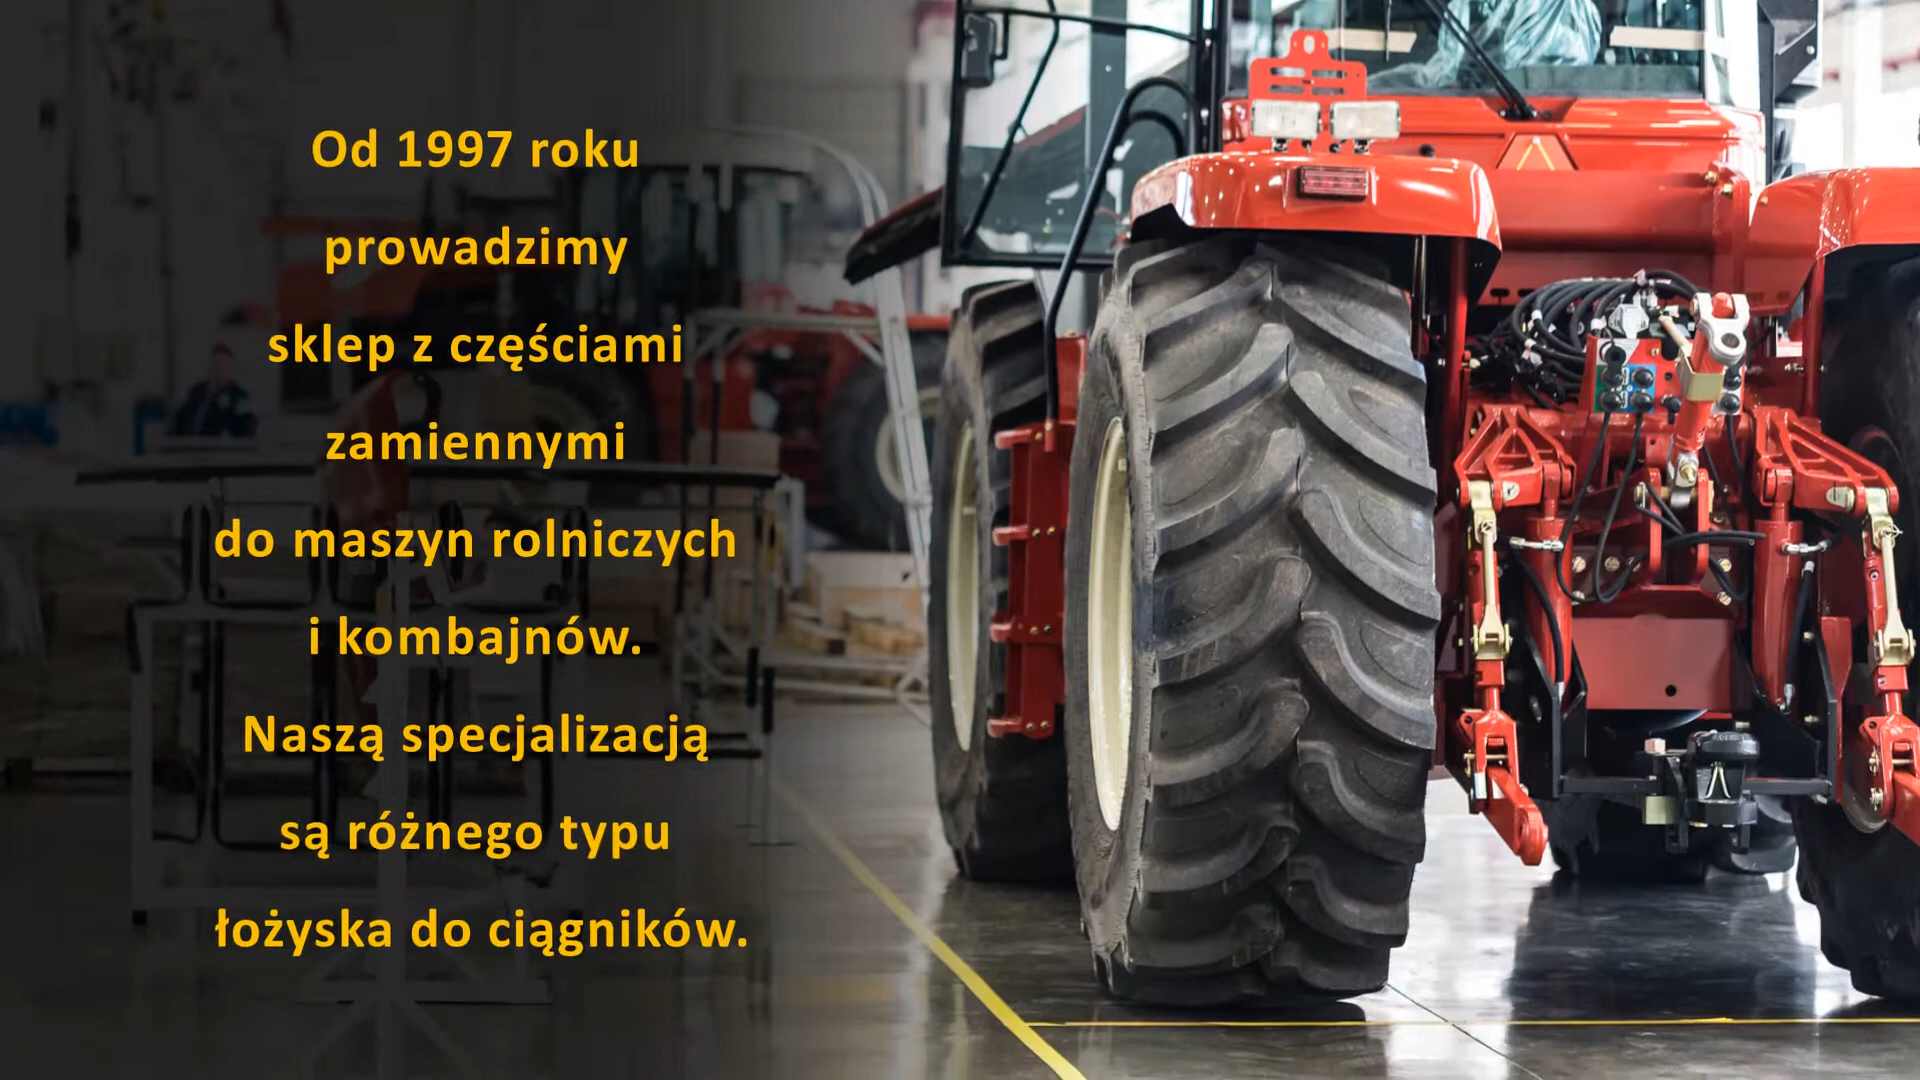 Od 1997 roku
prowadzimy
sklep z częściami
zamiennymi
do maszyn rolniczych
i kombajnów.
Naszą specjalizacją
są różnego typu
łożyska do ciągników.